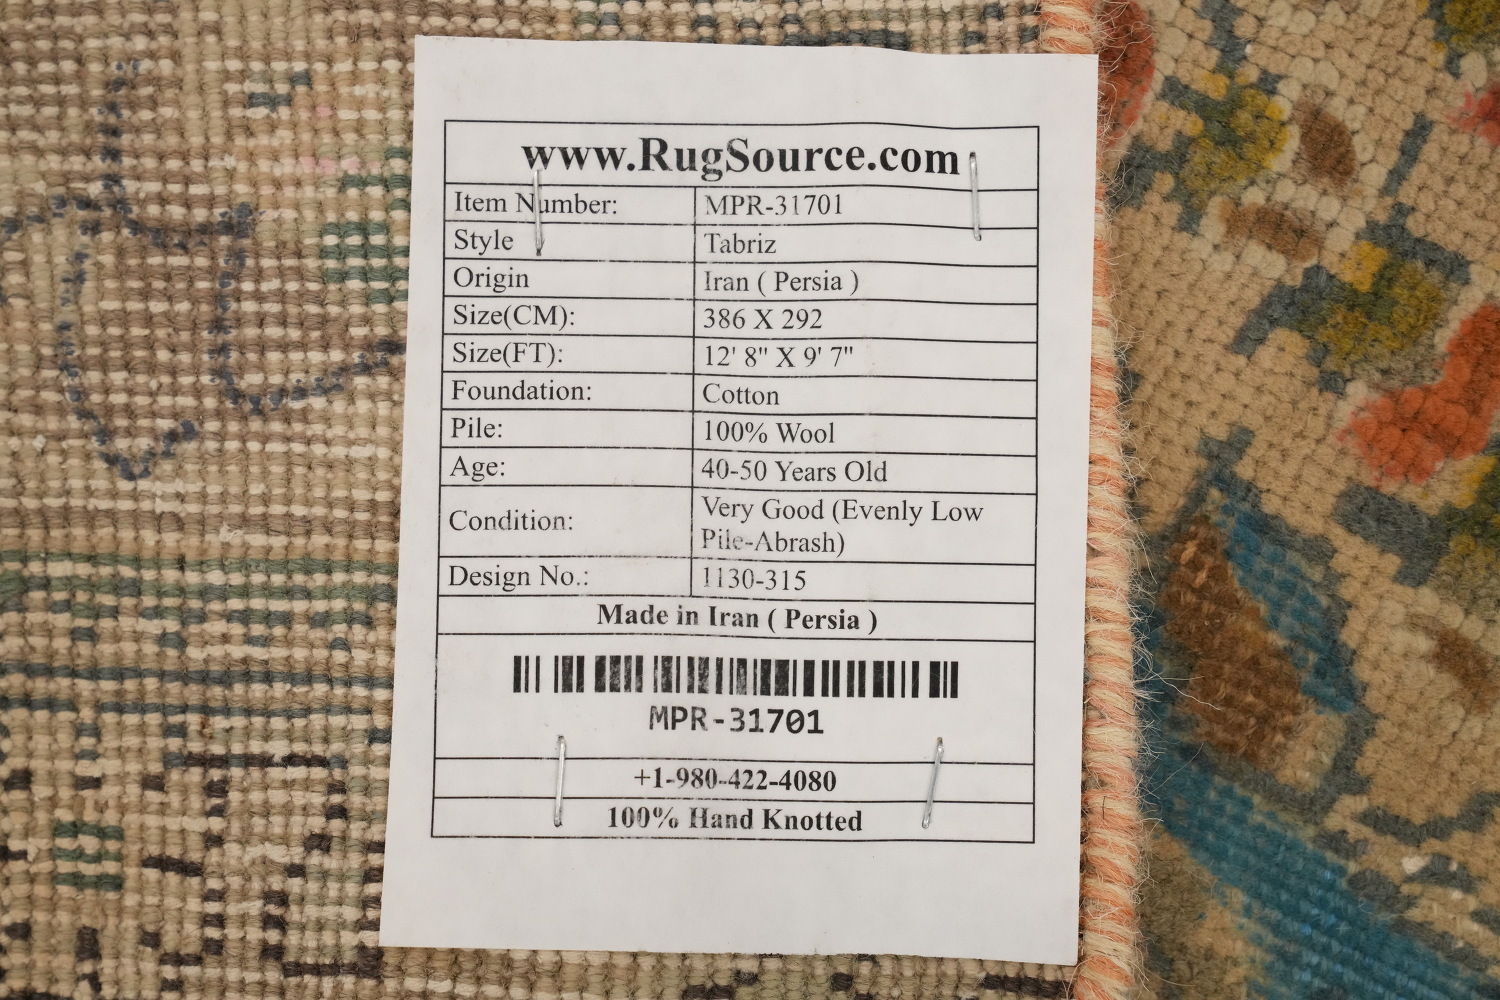 www.RugSource.com
Item Number: MPR-31701
Style Tabriz
Origin Iran ( Persia )
Size(CM): 386 X 292
Size(FT): 12' 8" X 9' 7"
Foundation: Cotton
Pile: 100% Wool
Age: 40-50 Years Old
Condition: Very Good (Evenly Low
Pile-Abrash)
Design No.: 1130-315
Made in Iran ( Persia )
MPR-31701
+1-980-422-4080
100% Hand Knotted